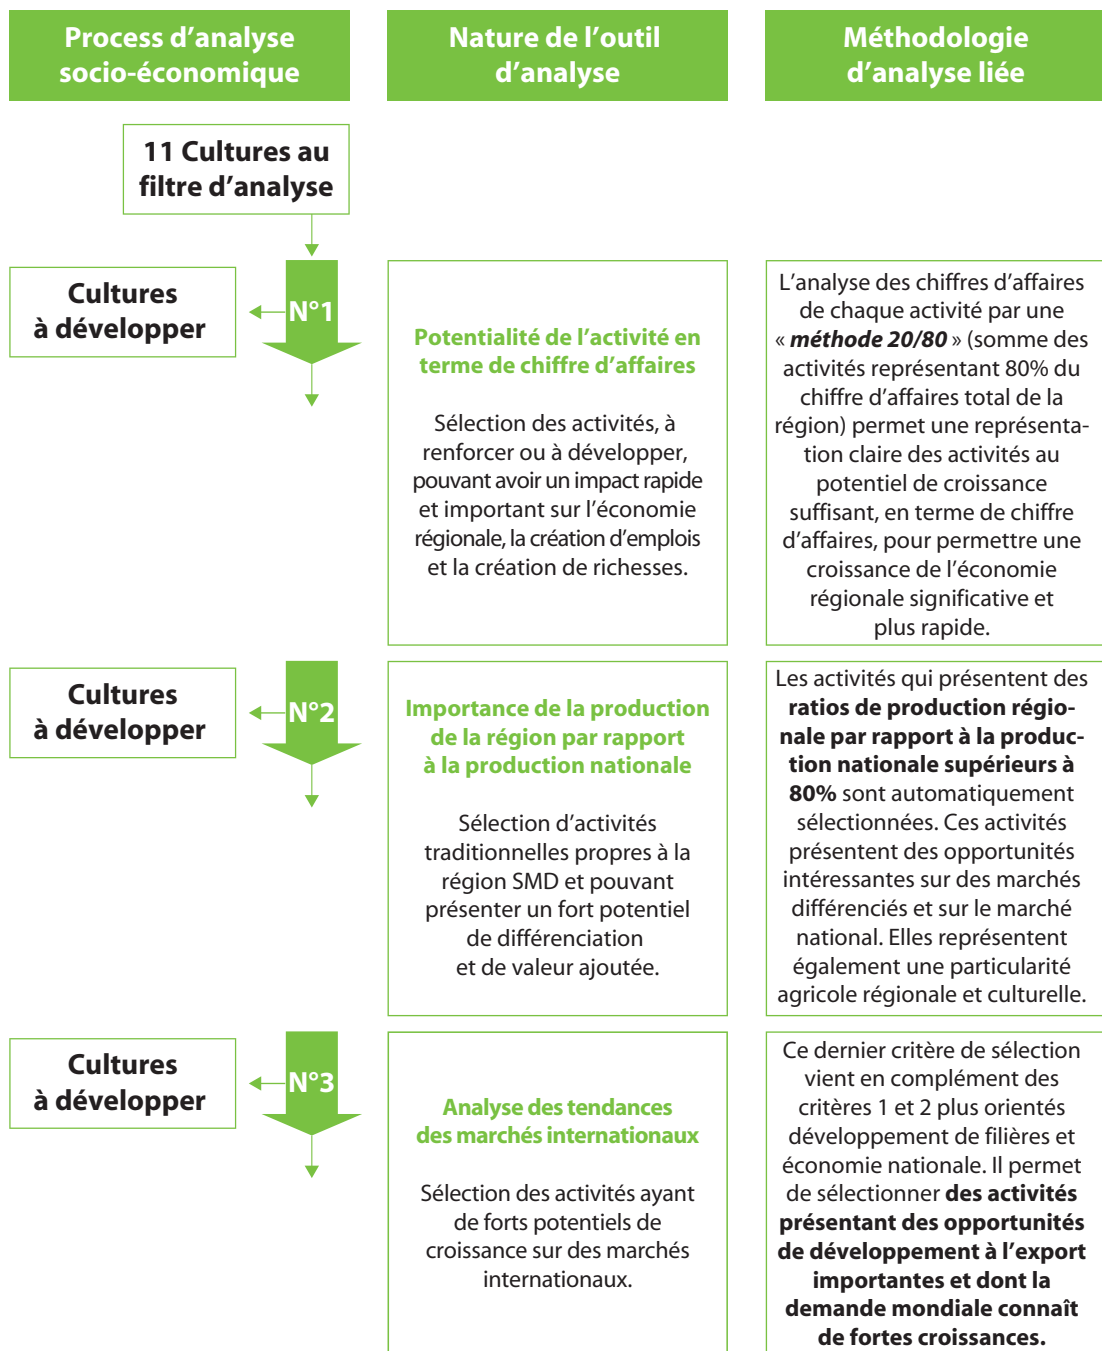 Process d’analyse
socio-économique
Nature de l’outil
d’analyse
Méthodologie
d’analyse liée
11 Cultures au
filtre d’analyse
Cultures
à développer
N°1
Potentialité de l’activité en
terme de chiffre d’affaires
Sélection des activités, à
renforcer ou à développer,
pouvant avoir un impact rapide
et important sur l’économie
régionale, la création d’emplois
et la création de richesses.
L’analyse des chiffres d’affaires
de chaque activité par une
« méthode 20/80 » (somme des
activités représentant 80% du
chiffre d’affaires total de la
région) permet une représenta-
tion claire des activités au
potentiel de croissance
suffisant, en terme de chiffre
d’affaires, pour permettre une
croissance de l’économie
régionale significative et
plus rapide.
Cultures
à développer
N°2
Importance de la production
de la région par rapport
à la production nationale
Sélection d’activités
traditionnelles propres à la
région SMD et pouvant
présenter un fort potentiel
de différenciation
et de valeur ajoutée.
Les activités qui présentent des
ratios de production régio-
nale par rapport à la produc-
tion nationale supérieurs à
80% sont automatiquement
sélectionnées. Ces activités
présentent des opportunités
intéressantes sur des marchés
différenciés et sur le marché
national. Elles représentent
également une particularité
agricole régionale et culturelle.
Cultures
à développer
N°3
Analyse des tendances
des marchés internationaux
Sélection des activités ayant
de forts potentiels de
croissance sur des marchés
internationaux.
Ce dernier critère de sélection
vient en complément des
critères 1 et 2 plus orientés
développement de filières et
économie nationale. Il permet
de sélectionner des activités
présentant des opportunités
de développement à l’export
importantes et dont la
demande mondiale connaît
de fortes croissances.